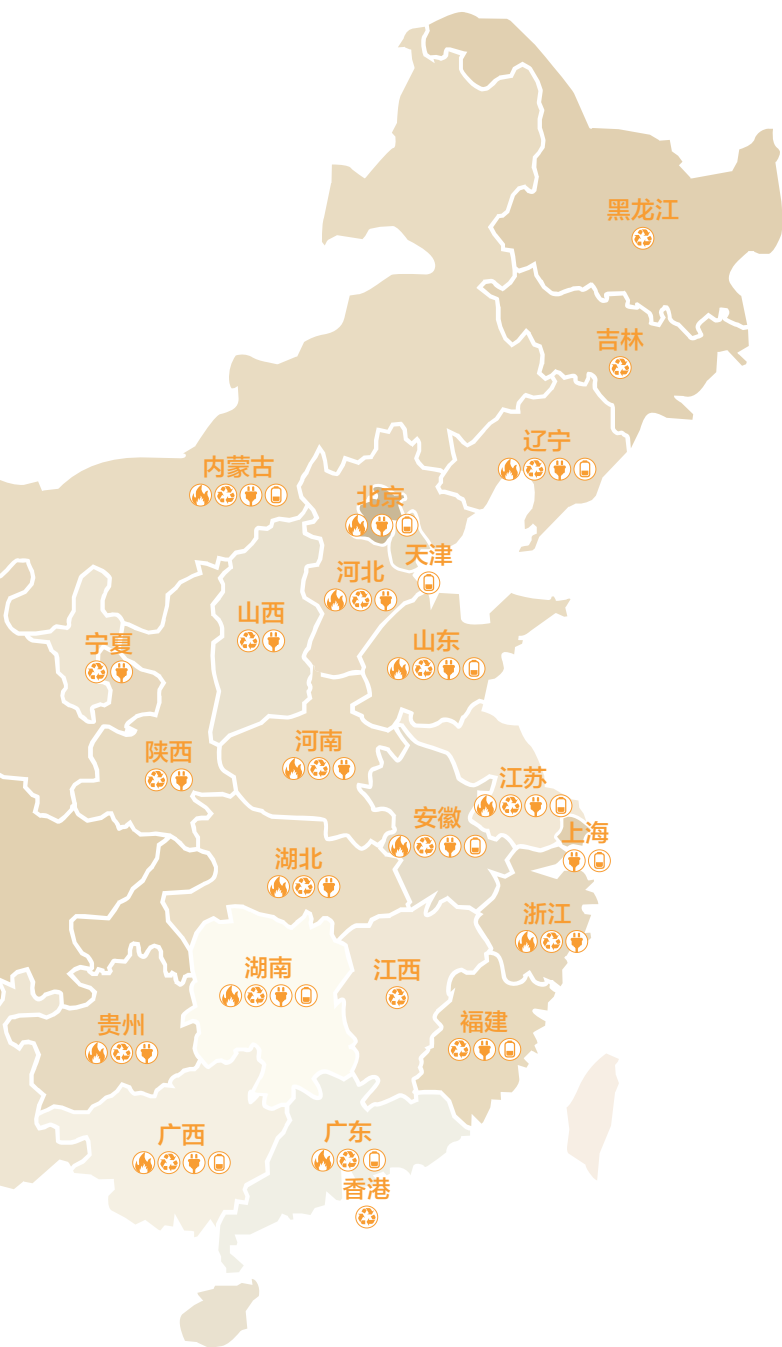 黑龙江
吉林
辽宁
内蒙古
北京
天津
河北
山西
宁夏
山东
河南
陕西
江苏
安徽
上海
湖北
浙江
湖南
江西
福建
贵州
广西
广东
香港